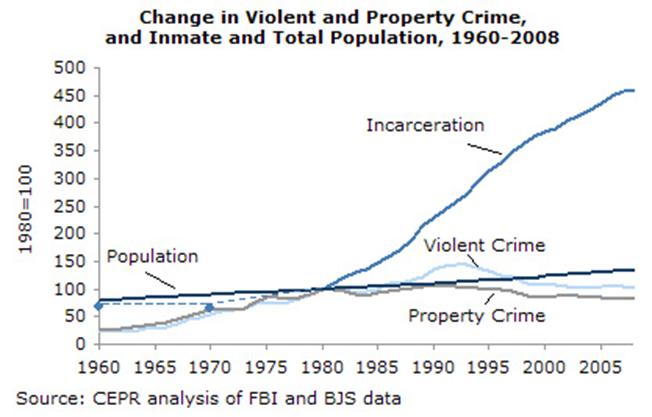 Change in Violent and Property Crime,
and Inmate and Total Population, 1960-2008
500
450
400
350
300
250
200
150
100
50
0
1980=100
Incarceration
Population
Violent Crime
Property Crime
1960 1965 1970 1975 1980 1985 1990 1995 2000 2005
Source: CEPR analysis of FBI and BJS data